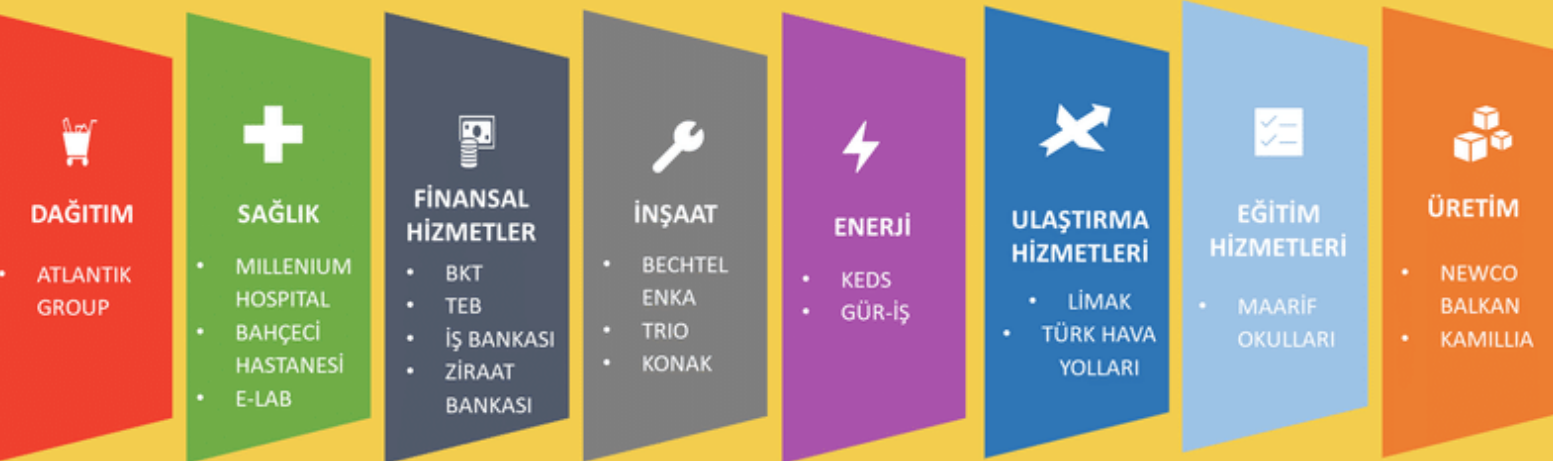 DAĞITIM
• ATLANTIK
GROUP
SAĞLIK
• MILLENIUM
HOSPITAL
• BAHÇECİ
HASTANESİ
• E-LAB
FİNANSAL
HİZMETLER
• BKT
• TEB
• İŞ BANKASI
• ZİRAAT
BANKASI
İNŞAAT
• BECHTEL
ENKA
• TRIO
• KONAK
ENERJİ
• KEDS
• GÜR-İŞ
ULAŞTIRMA
HİZMETLERİ
• LİMAK
• TÜRK HAVA
YOLLARI
EĞİTİM
HİZMETLERİ
• MAARİF
OKULLARI
ÜRETİM
• NEWCO
BALKAN
• KAMILLIA